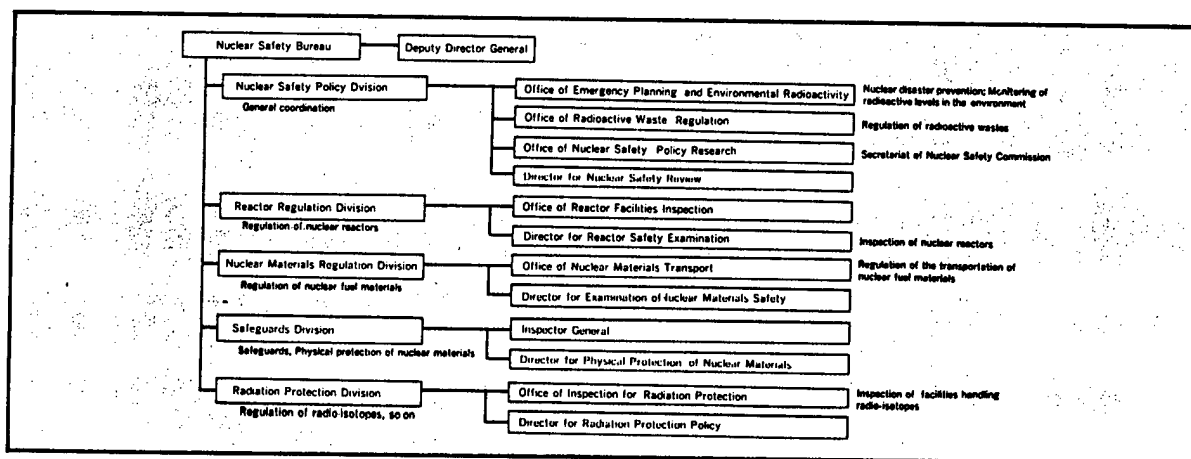 Nuclear Safety Bureau
Deputy Director General
Nuclear Safety Policy Division
General coordination
Office of Emergency Planning and Environmental Radioactivity
Nuclear disaster prevention; Monitoring of
radioactive levels in the environment
Office of Radioactive Waste Regulation
Regulation of radioactive wastes
Office of Nuclear Safety Policy Research
Secretariat of Nuclear Safety Commission
Director for Nuclear Safety Review
Reactor Regulation Division
Regulation of nuclear reactors
Office of Reactor Facilities Inspection
Director for Reactor Safety Examination
Inspection of nuclear reactors
Nuclear Materials Regulation Division
Regulation of nuclear fuel materials
Office of Nuclear Materials Transport
Regulation of the transportation of
nuclear fuel materials
Director for Examination of Nuclear Materials Safety
Safeguards Division
Safeguards, Physical protection of nuclear materials
Inspector General
Director for Physical Protection of Nuclear Materials
Radiation Protection Division
Regulation of radio-isotopes, so on
Office of Inspection for Radiation Protection
Inspection of facilities handling
radio-isotopes
Director for Radiation Protection Policy